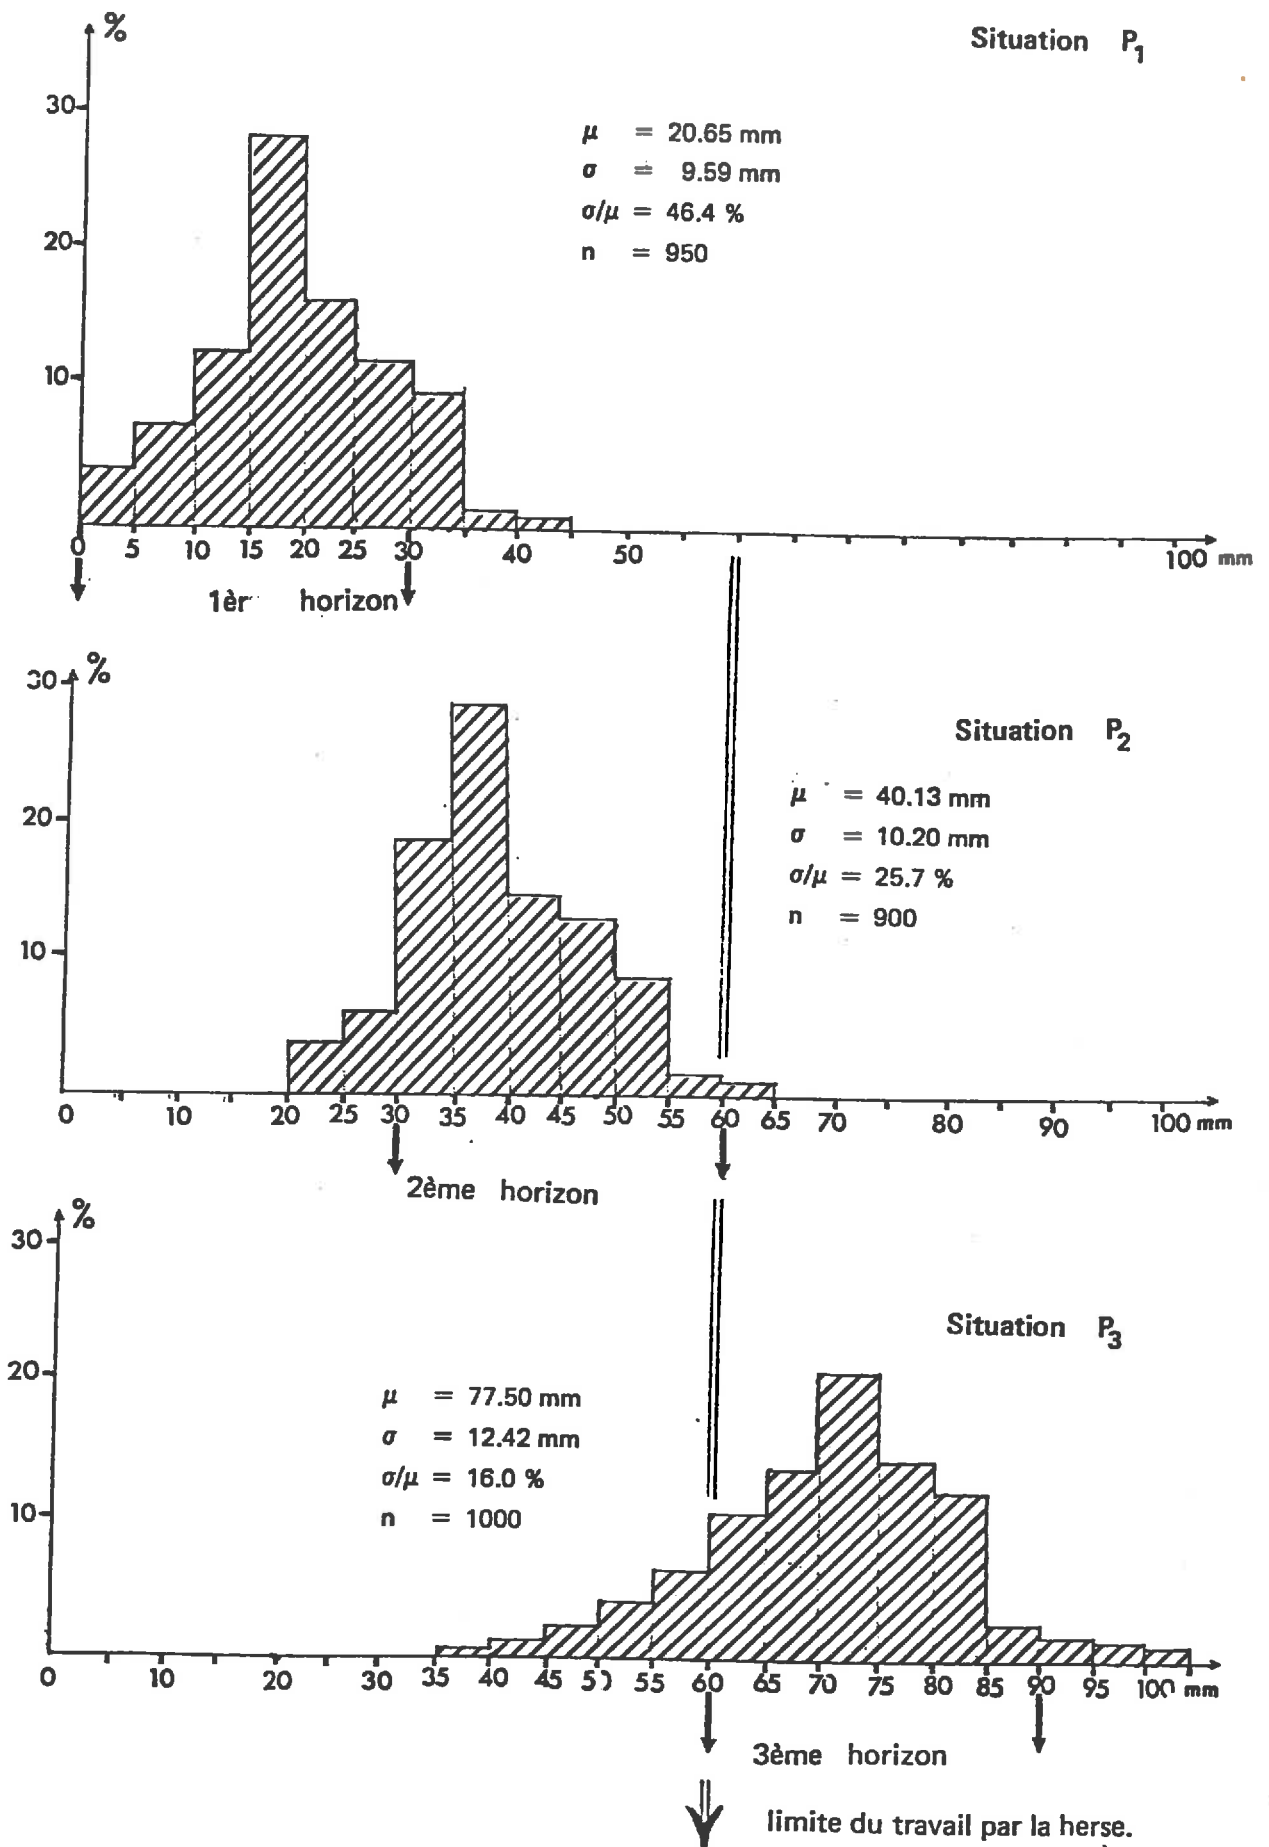 %
Situation P1
30
20
10
μ = 20.65 mm
σ = 9.59 mm
σ/μ = 46.4 %
n = 950
0 5 10 15 20 25 30 40 50 100 mm
1èr horizon
%
30
20
10
Situation P2
μ = 40.13 mm
σ = 10.20 mm
σ/μ = 25.7 %
n = 900
0 10 20 25 30 35 40 45 50 55 60 65 70 80 90 100 mm
2ème horizon
%
30
20
10
Situation P3
μ = 77.50 mm
σ = 12.42 mm
σ/μ = 16.0 %
n = 1000
0 10 20 30 35 40 45 50 55 60 65 70 75 80 85 90 95 100 mm
3ème horizon
limite du travail par la herse.